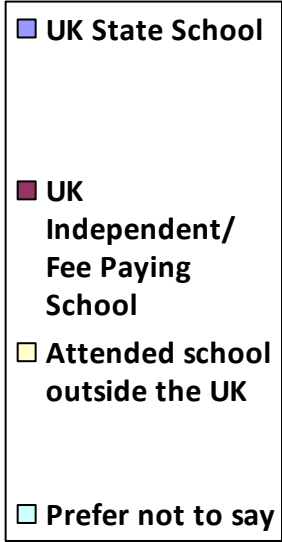 UK State School
UK
Independent/
Fee Paying
School
Attended school
outside the UK
Prefer not to say